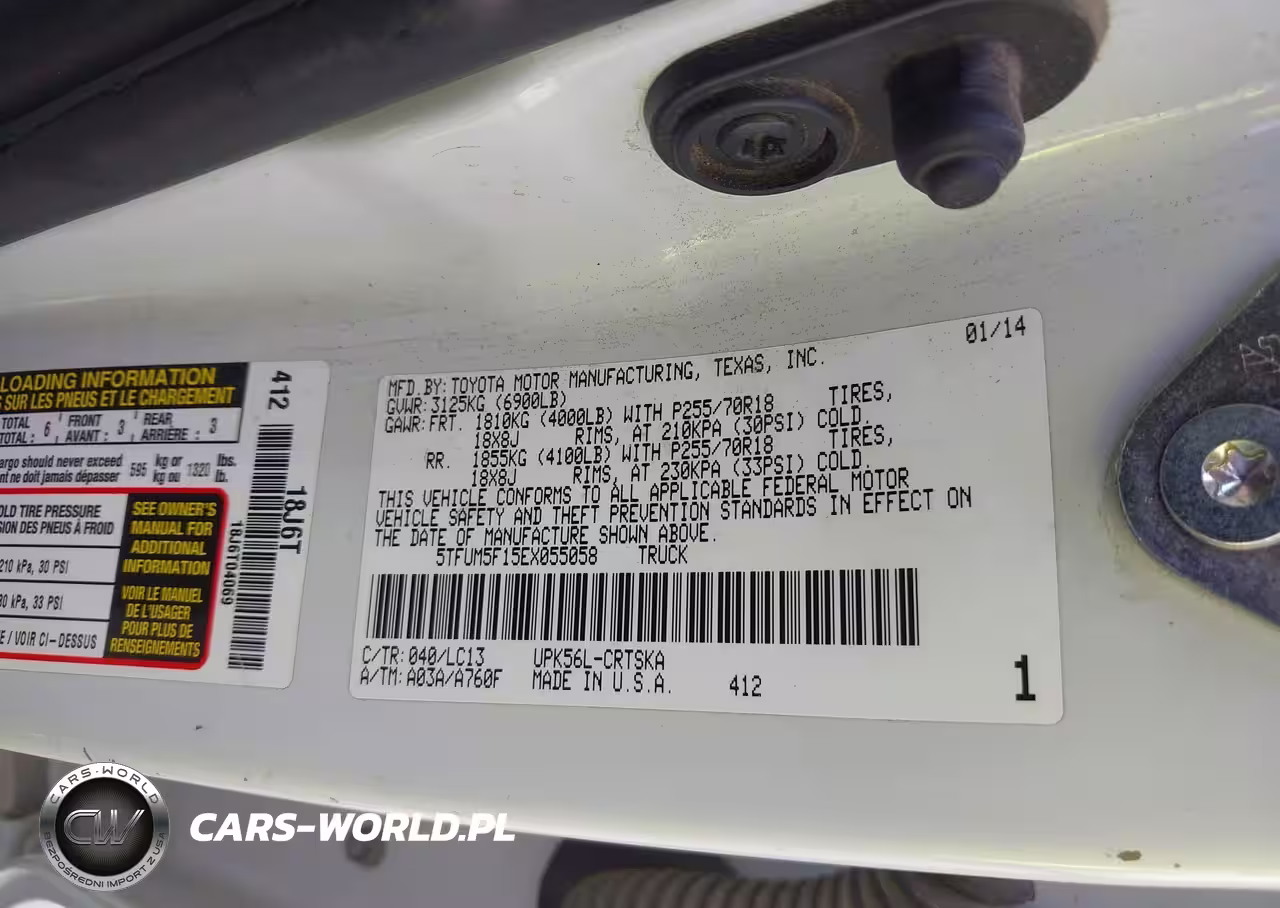 LOADING INFORMATION
S SUR LES PNEUS ET LE CHARGEMENT
TOTAL 6 FRONT 3 REAR 3
TOTAL : AVANT : ARRIÈRE :
argo should never exceed 595 kg or 1320 lbs.
nt ne doit jamais dépasser kg ou lb.
OLD TIRE PRESSURE
SION DES PNEUS À FROID
210 kPa, 30 PSI
30 kPa, 33 PSI
E / VOIR CI-DESSUS
SEE OWNER'S
MANUAL FOR
ADDITIONAL
INFORMATION
VOIR LE MANUEL
DE L'USAGER
POUR PLUS DE
RENSEIGNEMENTS
412
18J6T
18J6T04069
01/14
MFD. BY: TOYOTA MOTOR MANUFACTURING, TEXAS, INC.
GVWR: 3125KG (6900LB)
GAWR: FRT. 1810KG (4000LB) WITH P255/70R18 TIRES,
18X8J RIMS, AT 210KPA (30PSI) COLD.
RR. 1855KG (4100LB) WITH P255/70R18 TIRES,
18X8J RIMS, AT 230KPA (33PSI) COLD.
THIS VEHICLE CONFORMS TO ALL APPLICABLE FEDERAL MOTOR
VEHICLE SAFETY AND THEFT PREVENTION STANDARDS IN EFFECT ON
THE DATE OF MANUFACTURE SHOWN ABOVE.
5TFUM5F15EX055058 TRUCK
C/TR: 040/LC13 UPK56L-CRTSKA
A/TM: A03A/A760F MADE IN U.S.A. 412
1
CARS-WORLD
CW
BEZPOŚREDNI IMPORT Z USA
CARS-WORLD.PL